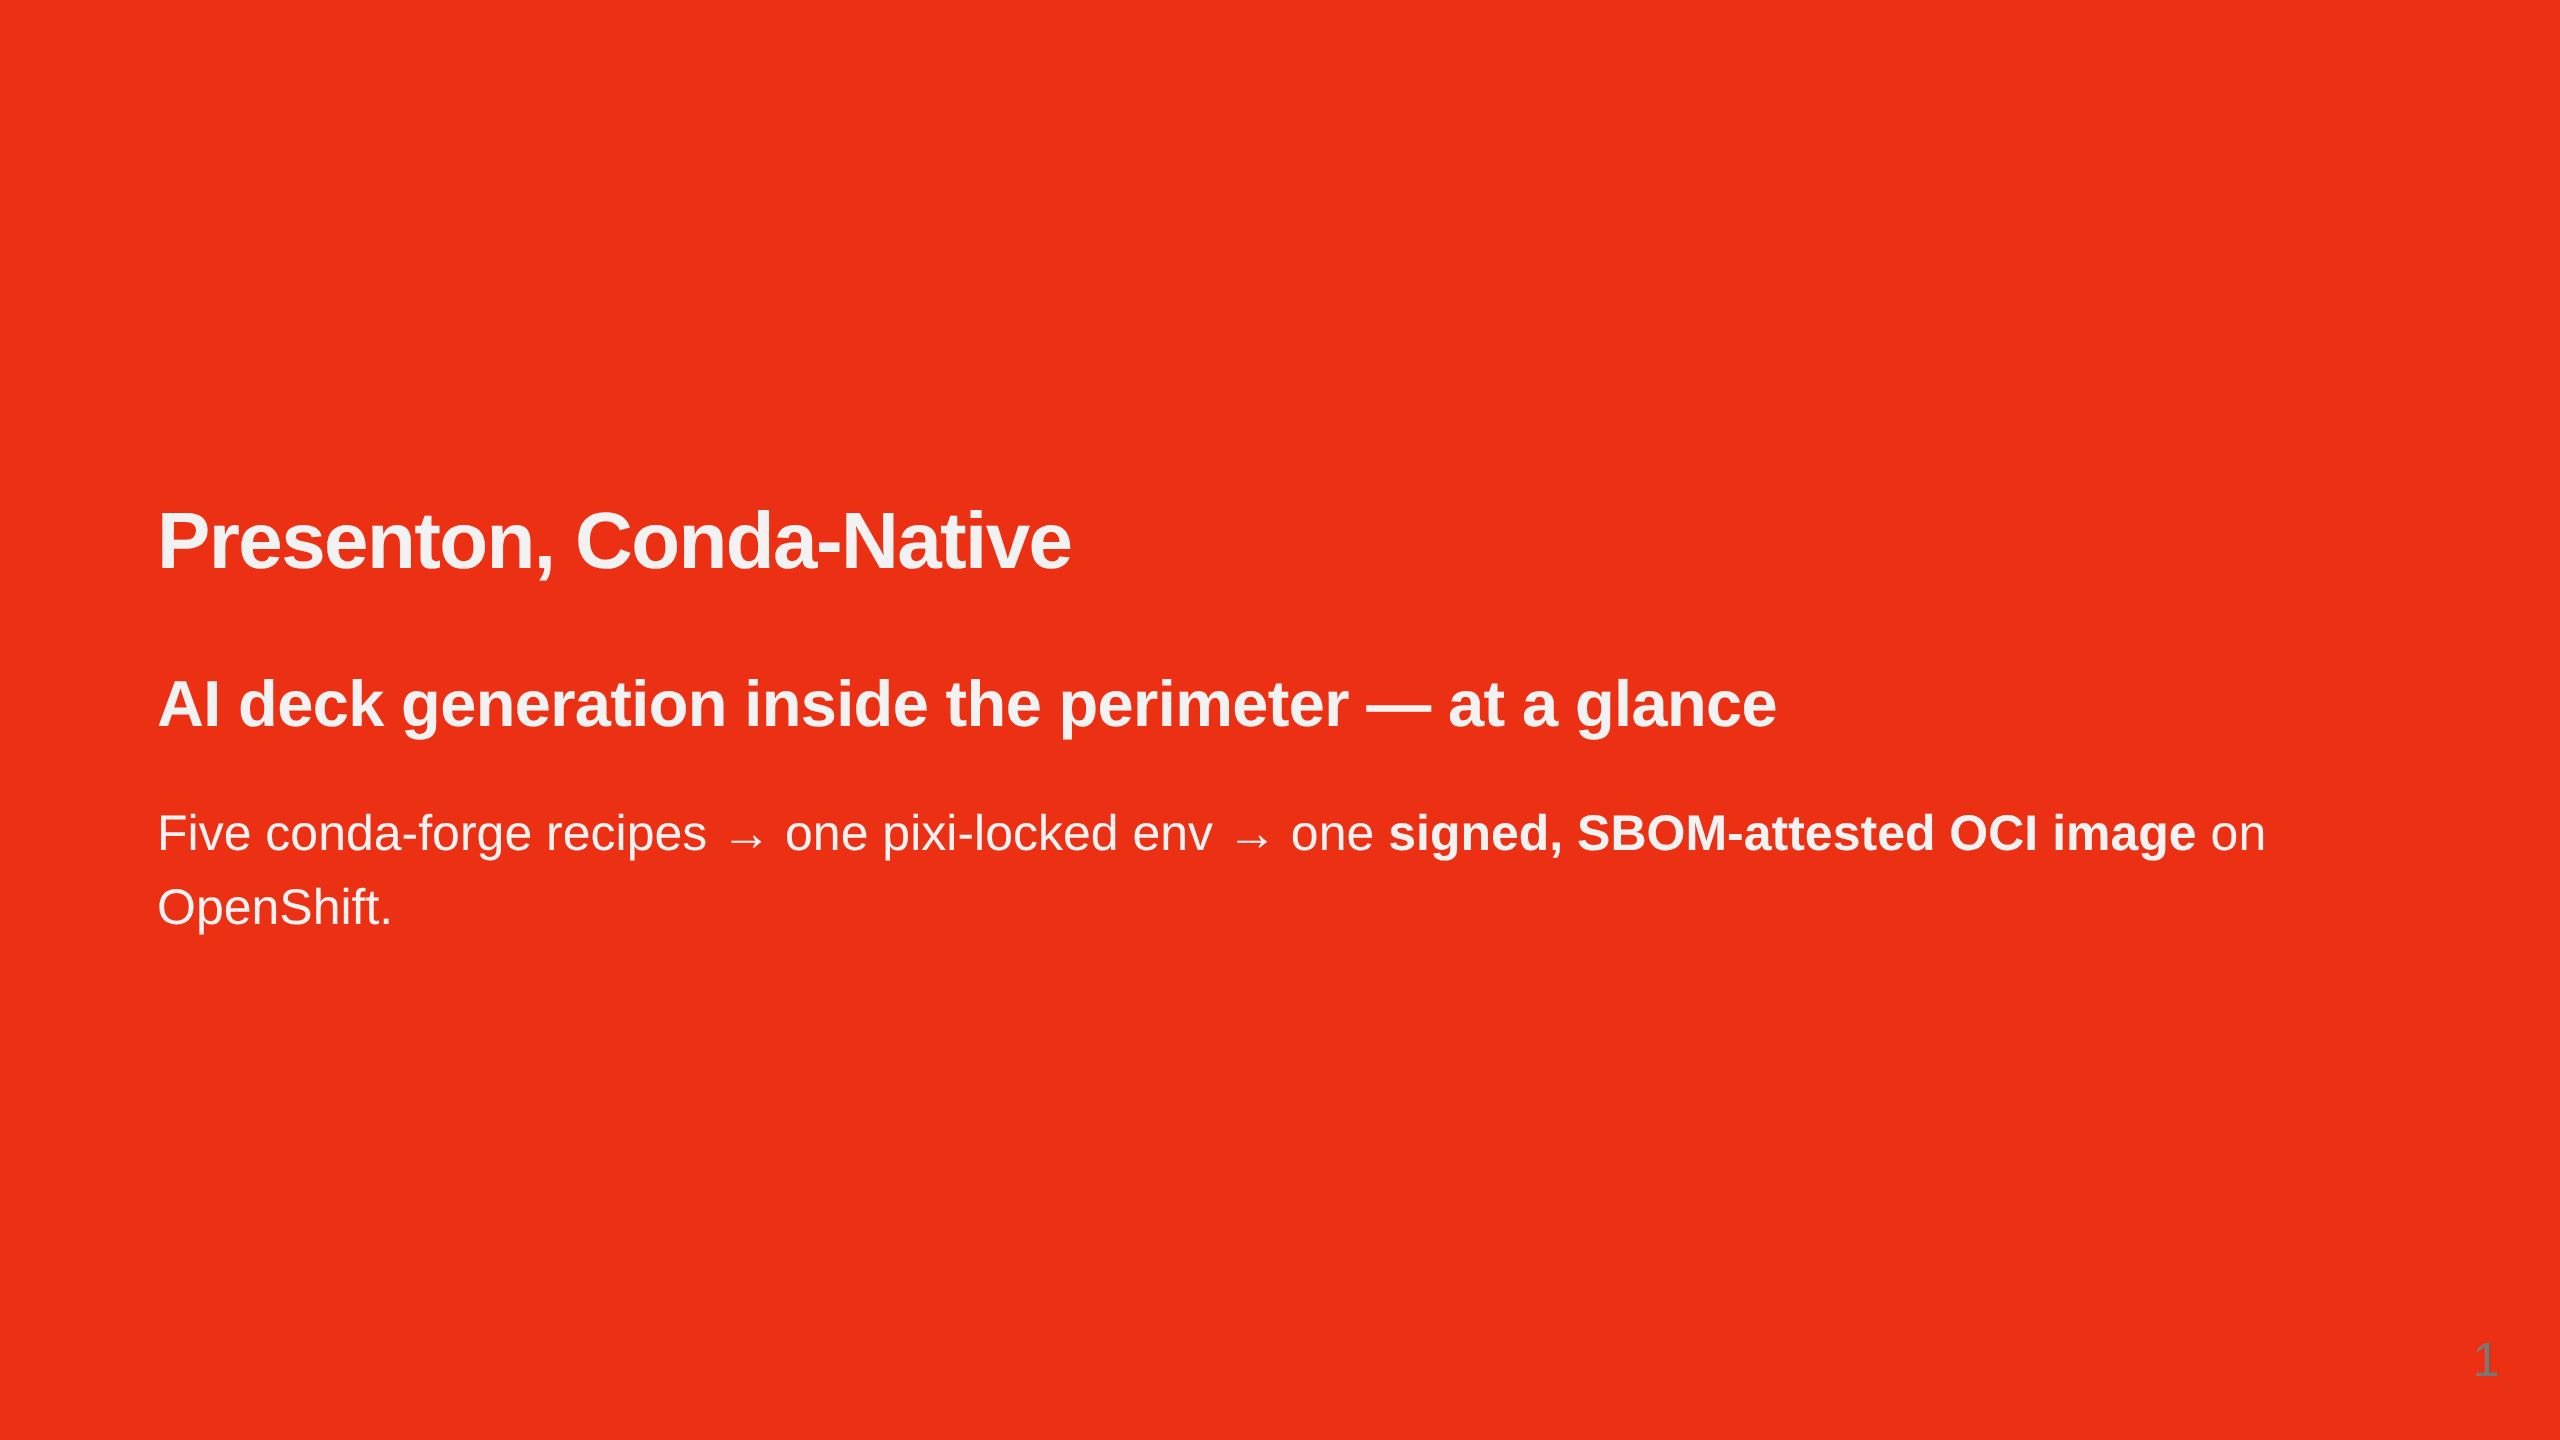 Presenton, Conda-Native
AI deck generation inside the perimeter — at a glance
Five conda-forge recipes → one pixi-locked env → one signed, SBOM-attested OCI image on
OpenShift.
1